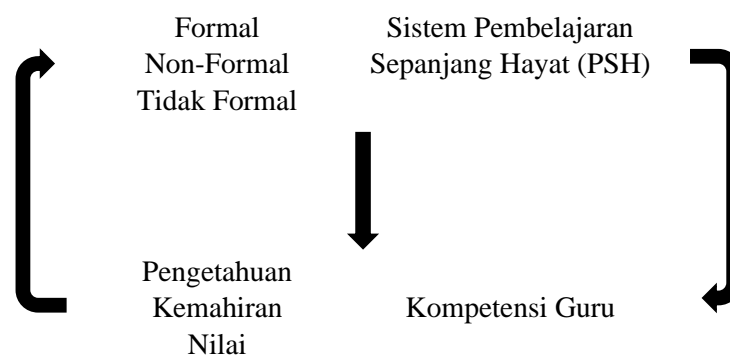 Formal
Non-Formal
Tidak Formal
Sistem Pembelajaran
Sepanjang Hayat (PSH)
Pengetahuan
Kemahiran
Nilai
Kompetensi Guru